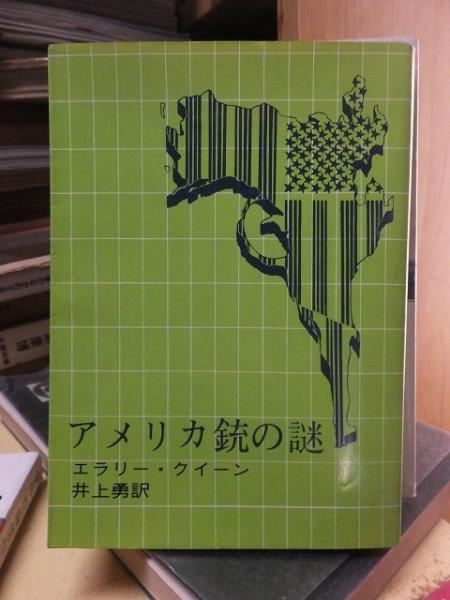 アメリカ銃の謎
エラリー・クイーン
井上勇訳